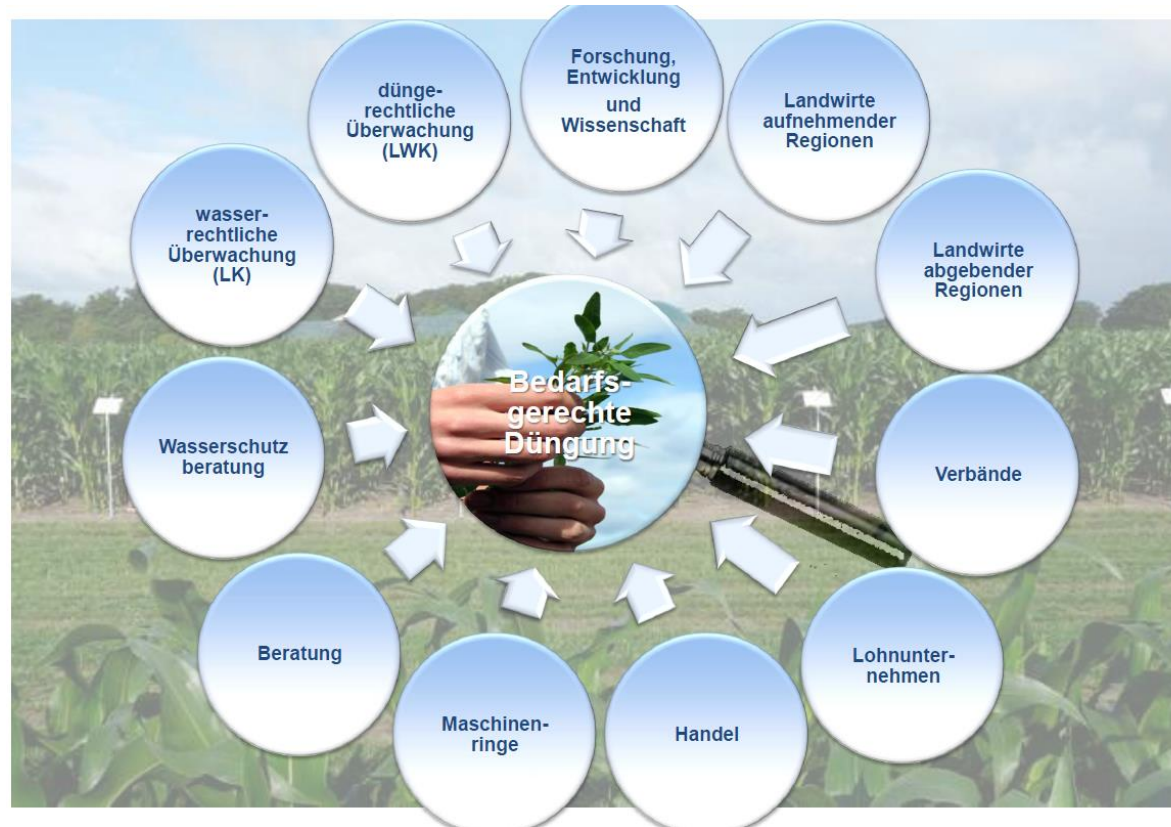 Forschung,
Entwicklung
und
Wissenschaft
Landwirte
aufnehmender
Regionen
Landwirte
abgebender
Regionen
Verbände
Lohnunter-
nehmen
Handel
Maschinen-
ringe
Beratung
Wasserschutz
beratung
wasser-
rechtliche
Überwachung
(LK)
dünge-
rechtliche
Überwachung
(LWK)
Bedarfs-
gerechte
Düngung